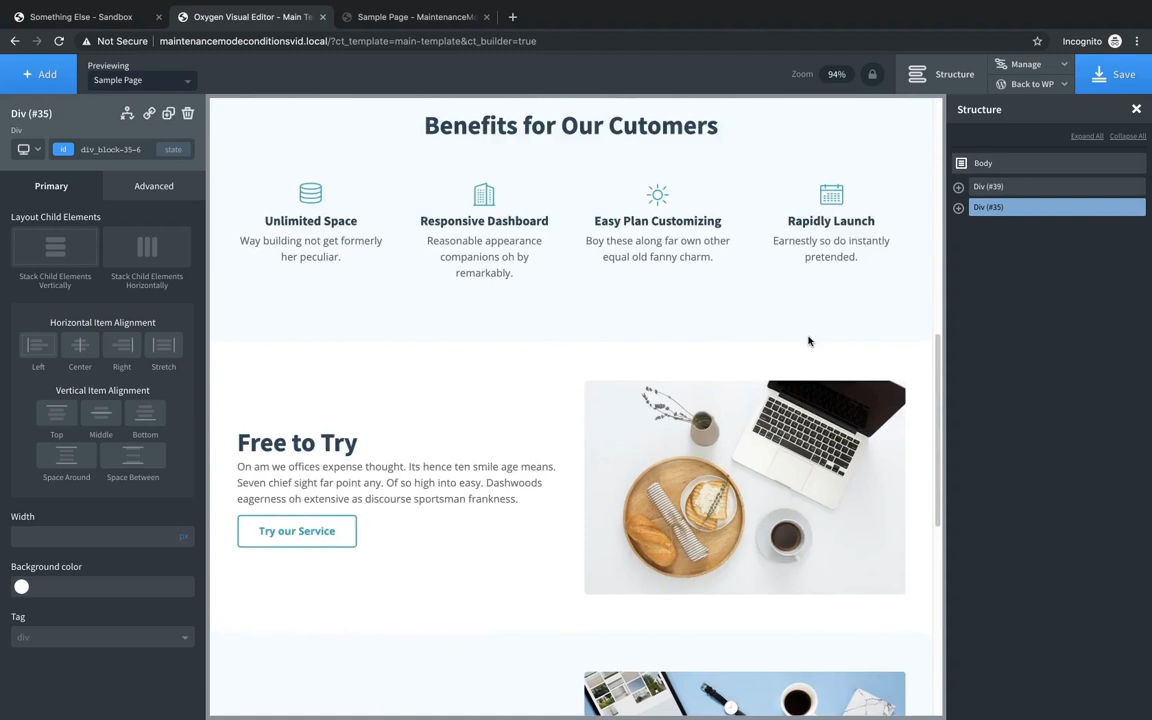 Something Else - Sandbox
Oxygen Visual Editor - Main Te
Sample Page - MaintenanceMo
Not Secure
maintenancemodeconditionsvid.local/?ct_template=main-template&ct_builder=true
Incognito
+ Add
Previewing
Sample Page
Zoom
94%
Structure
Manage
Back to WP
Save
Div (#35)
Div
id
div_block-35-6
state
Primary
Advanced
Layout Child Elements
Stack Child Elements
Vertically
Stack Child Elements
Horizontally
Horizontal Item Alignment
Left
Center
Right
Stretch
Vertical Item Alignment
Top
Middle
Bottom
Space Around
Space Between
Width
px
Background color
Tag
div
Benefits for Our Cutomers
Unlimited Space
Way building not get formerly
her peculiar.
Responsive Dashboard
Reasonable appearance
companions oh by
remarkably.
Easy Plan Customizing
Boy these along far own other
equal old fanny charm.
Rapidly Launch
Earnestly so do instantly
pretended.
Free to Try
On am we offices expense thought. Its hence ten smile age means.
Seven chief sight far point any. Of so high into easy. Dashwoods
eagerness oh extensive as discourse sportsman frankness.
Try our Service
Structure
Expand All
Collapse All
Body
Div (#39)
Div (#35)